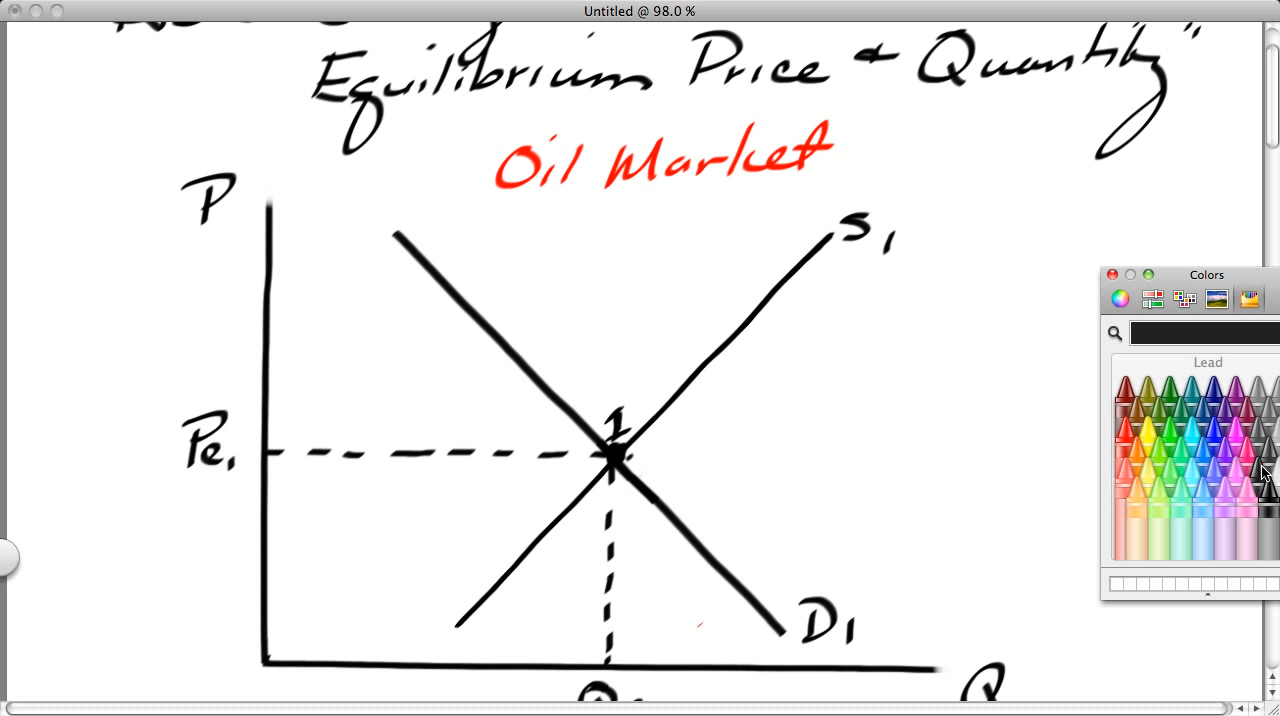 Untitled @ 98.0 %
Equilibrium Price + Quantity"
Oil Market
P
S1
1
Pe1
D1
Q
Colors
Lead